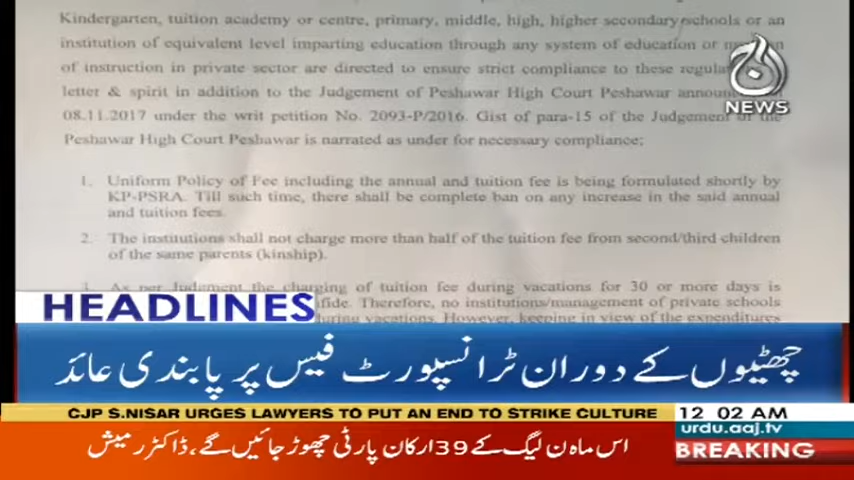 Kindergarten, tuition academy or centre, primary, middle, high, higher secondary schools or an
institution of equivalent level imparting education through any system of education or
of instruction in private sector are directed to ensure strict compliance to these
letter & spirit in addition to the Judgement of Peshawar High Court Peshawar
08.11.2017 under the writ petition No. 2093-P/2016. Gist of para-15 of the Judgement of the
Peshawar High Court Peshawar is narrated as under for necessary compliance;
آج
NEWS
1. Uniform Policy of Fee including the annual and tuition fee is being formulated shortly by
KP-PSRA. Till such time, there shall be complete ban on any increase in the said annual
and tuition fees.
2. The institutions shall not charge more than half of the tuition fee from second/third children
of the same parents (kinship).
3. As per Judgment the charging of tuition fee during vacations for 30 or more days is
Therefore, no institutions/management of private schools
during vacations. However, keeping in view of the expenditures
HEADLINES
چھٹیوں کے دوران ٹرانسپورٹ فیس پر پابندی عائد
CJP S.NISAR URGES LAWYERS TO PUT AN END TO STRIKE CULTURE
12 02 AM
urdu.aaj.tv
اس ماہ ن لیگ کے 39 ارکان پارٹی چھوڑ جائیں گے، ڈاکٹر رمیش
BREAKING